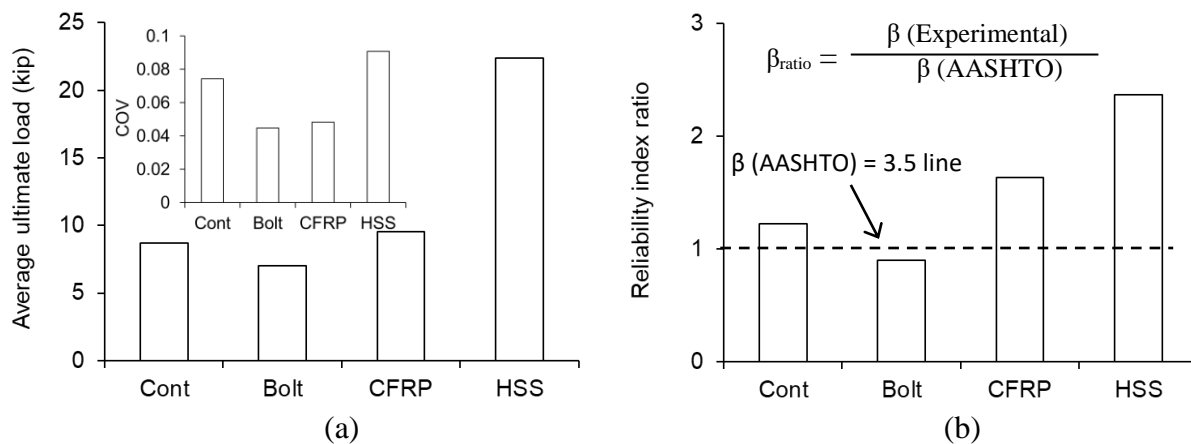 Average ultimate load (kip)
25
20
15
10
5
0
Cont Bolt CFRP HSS
COV
0.1
0.08
0.06
0.04
0.02
0
Cont Bolt CFRP HSS
(a)
Reliability index ratio
3
2
1
0
βratio = β (Experimental)
β (AASHTO)
β (AASHTO) = 3.5 line
Cont Bolt CFRP HSS
(b)